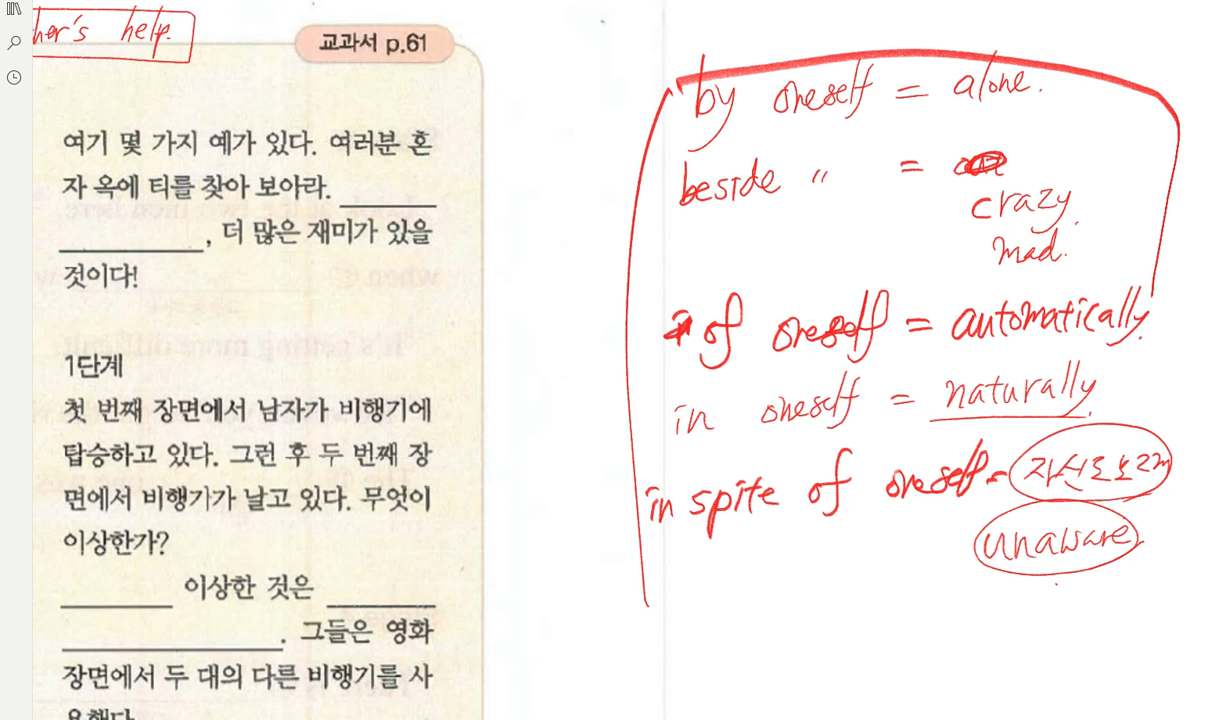 her's help.
교과서 p.61
여기 몇 가지 예가 있다. 여러분 혼
자 옥에 티를 찾아 보아라.
, 더 많은 재미가 있을
것이다!
1단계
첫 번째 장면에서 남자가 비행기에
탑승하고 있다. 그런 후 두 번째 장
면에서 비행기가 날고 있다. 무엇이
이상한가?
이상한 것은
. 그들은 영화
장면에서 두 대의 다른 비행기를 사
용했다
by oneself = alone.
beside " =
crazy
mad.
of oneself = automatically
in oneself = naturally
in spite of oneself =
unaware